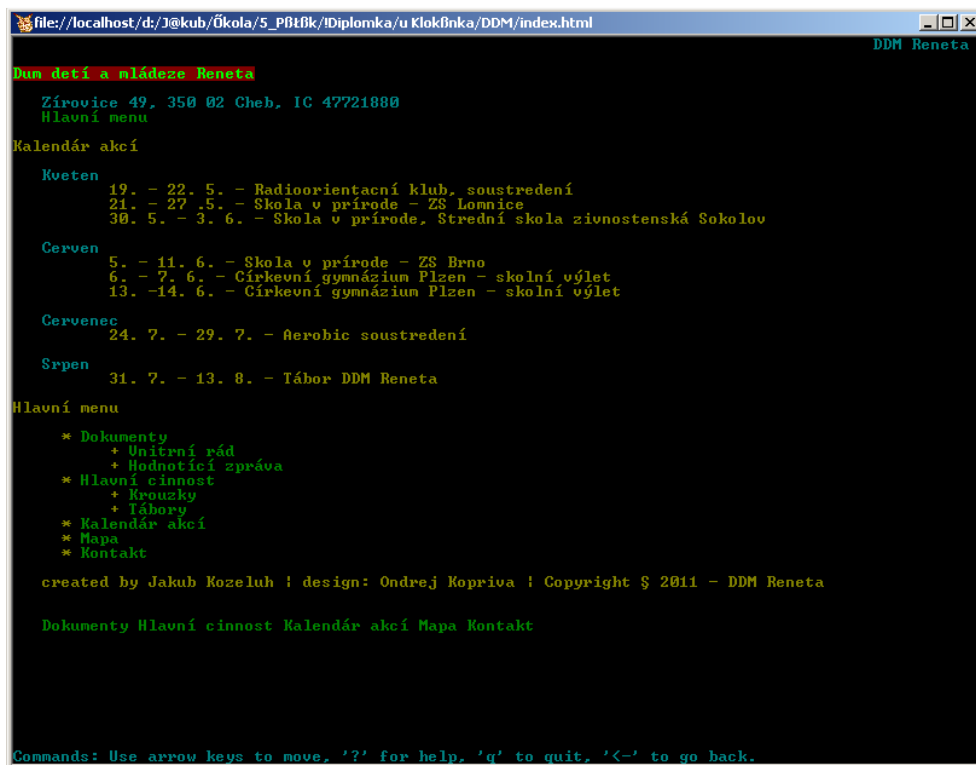 file://localhost/d:/J@kub/Őkola/5_Pßtßk/!Diplomka/u Klokßnka/DDM/index.html
DDM Reneta
Dum detí a mládeze Reneta
Zírovice 49, 350 02 Cheb, IC 47721880
Hlavní menu
Kalendár akcí
Kveten
19. - 22. 5. - Radioorientacní klub, soustredení
21. - 27 .5. - Skola v prírode - ZS Lomnice
30. 5. - 3. 6. - Skola v prírode, Strední skola zivnostenská Sokolov
Cerven
5. - 11. 6. - Skola v prírode - ZS Brno
6. - 7. 6. - Církevní gymnázium Plzen - skolní výlet
13. -14. 6. - Církevní gymnázium Plzen - skolní výlet
Cervenec
24. 7. - 29. 7. - Aerobic soustredení
Srpen
31. 7. - 13. 8. - Tábor DDM Reneta
Hlavní menu
* Dokumenty
+ Vnitrní rád
+ Hodnotící zpráva
* Hlavní cinnost
+ Krouzky
+ Tábory
* Kalendár akcí
* Mapa
* Kontakt
created by Jakub Kozeluh ¦ design: Ondrej Kopriva ¦ Copyright § 2011 - DDM Reneta
Dokumenty Hlavní cinnost Kalendár akcí Mapa Kontakt
Commands: Use arrow keys to move, '?' for help, 'q' to quit, '<-' to go back.